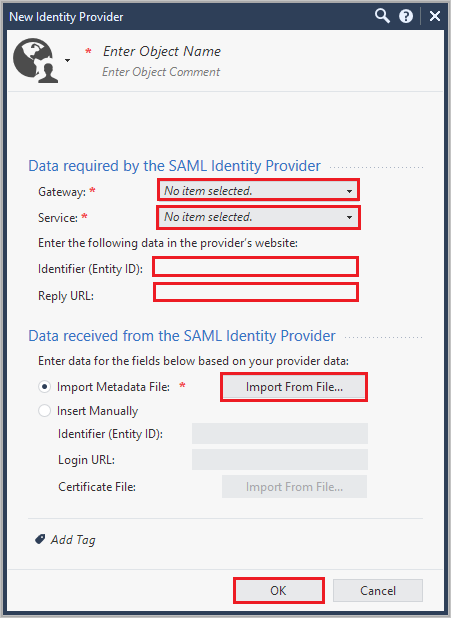 New Identity Provider
* Enter Object Name
Enter Object Comment
Data required by the SAML Identity Provider
Gateway: * No item selected.
Service: * No item selected.
Enter the following data in the provider's website:
Identifier (Entity ID):
Reply URL:
Data received from the SAML Identity Provider
Enter data for the fields below based on your provider data:
Import Metadata File: * Import From File...
Insert Manually
Identifier (Entity ID):
Login URL:
Certificate File: Import From File...
Add Tag
OK Cancel